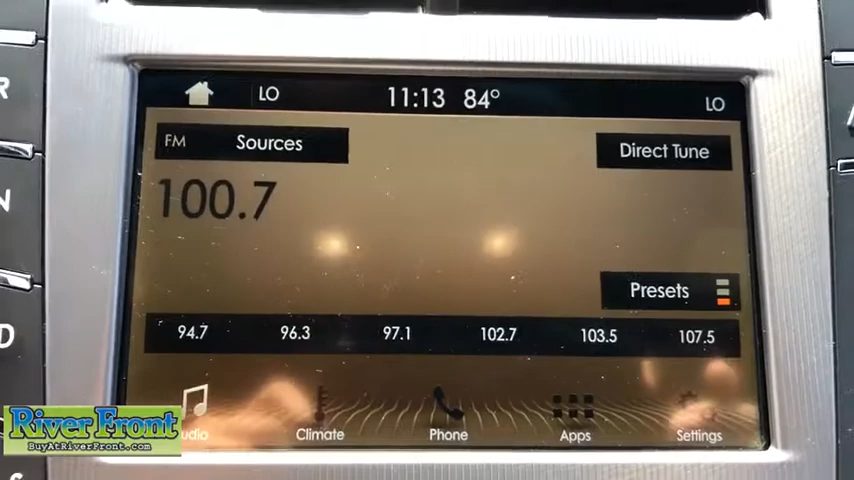 LO 11:13 84° LO
FM Sources Direct Tune
100.7
Presets
94.7 96.3 97.1 102.7 103.5 107.5
udio Climate Phone Apps Settings
River Front
BuyAtRiverFront.com
R
N
D
S